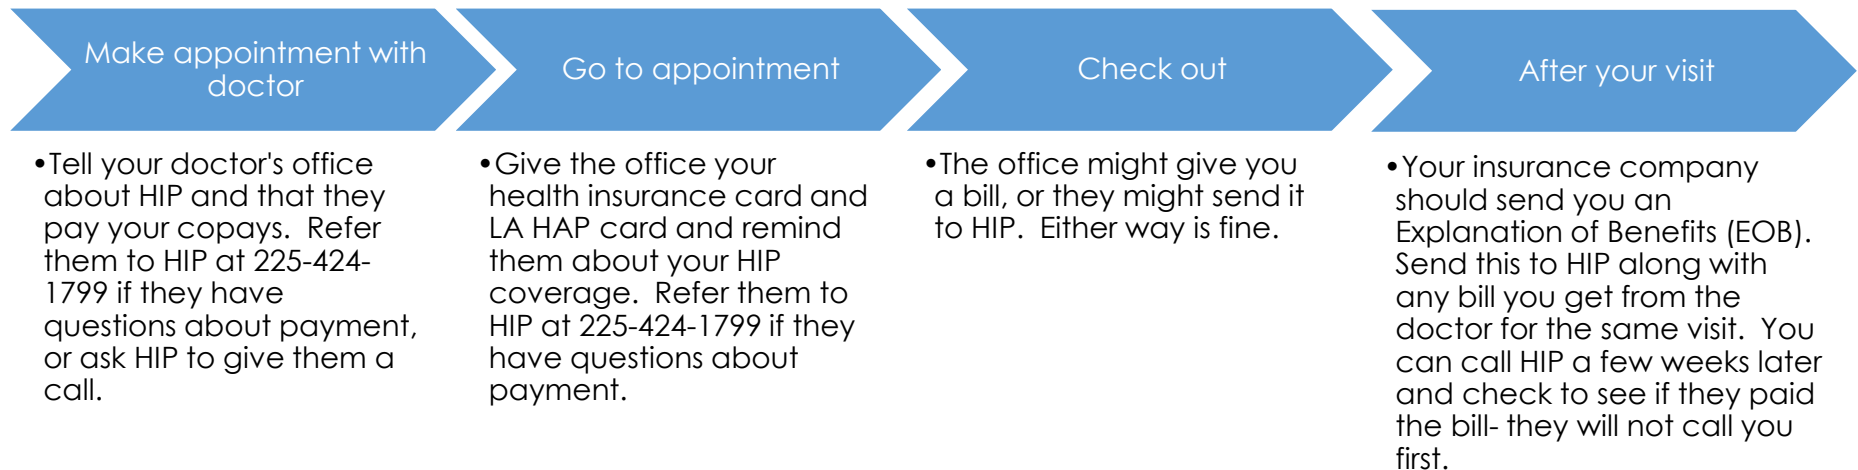 Make appointment with
doctor
•Tell your doctor's office
about HIP and that they
pay your copays.  Refer
them to HIP at 225-424-
1799 if they have
questions about payment,
or ask HIP to give them a
call.
Go to appointment
•Give the office your
health insurance card and
LA HAP card and remind
them about your HIP
coverage.  Refer them to
HIP at 225-424-1799 if they
have questions about
payment.
Check out
•The office might give you
a bill, or they might send it
to HIP.  Either way is fine.
After your visit
•Your insurance company
should send you an
Explanation of Benefits (EOB).
Send this to HIP along with
any bill you get from the
doctor for the same visit.  You
can call HIP a few weeks later
and check to see if they paid
the bill- they will not call you
first.